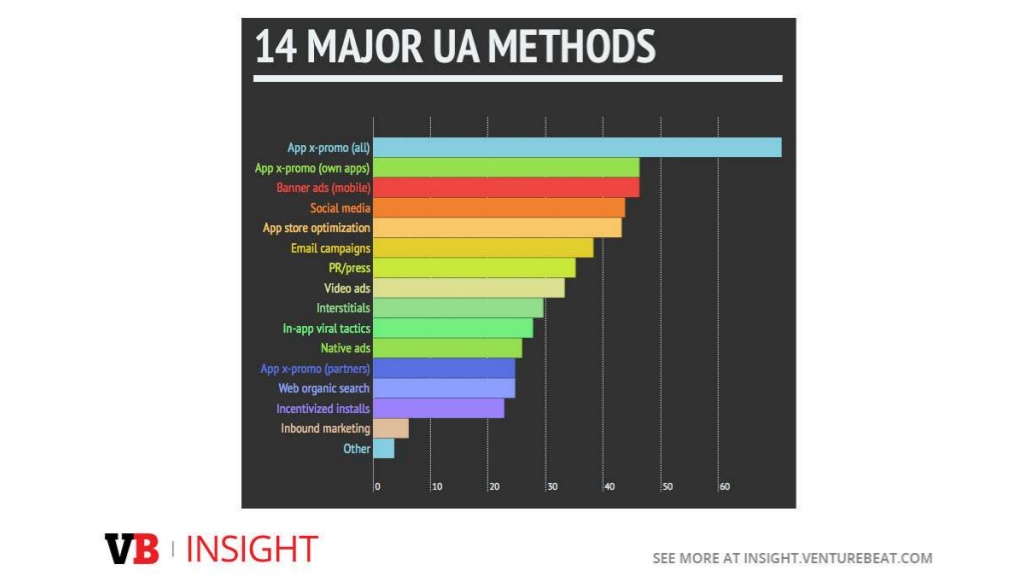 14 MAJOR UA METHODS
App x-promo (all)
App x-promo (own apps)
Banner ads (mobile)
Social media
App store optimization
Email campaigns
PR/press
Video ads
Interstitials
In-app viral tactics
Native ads
App x-promo (partners)
Web organic search
Incentivized installs
Inbound marketing
Other
0 10 20 30 40 50 60
VB | INSIGHT
SEE MORE AT INSIGHT.VENTUREBEAT.COM